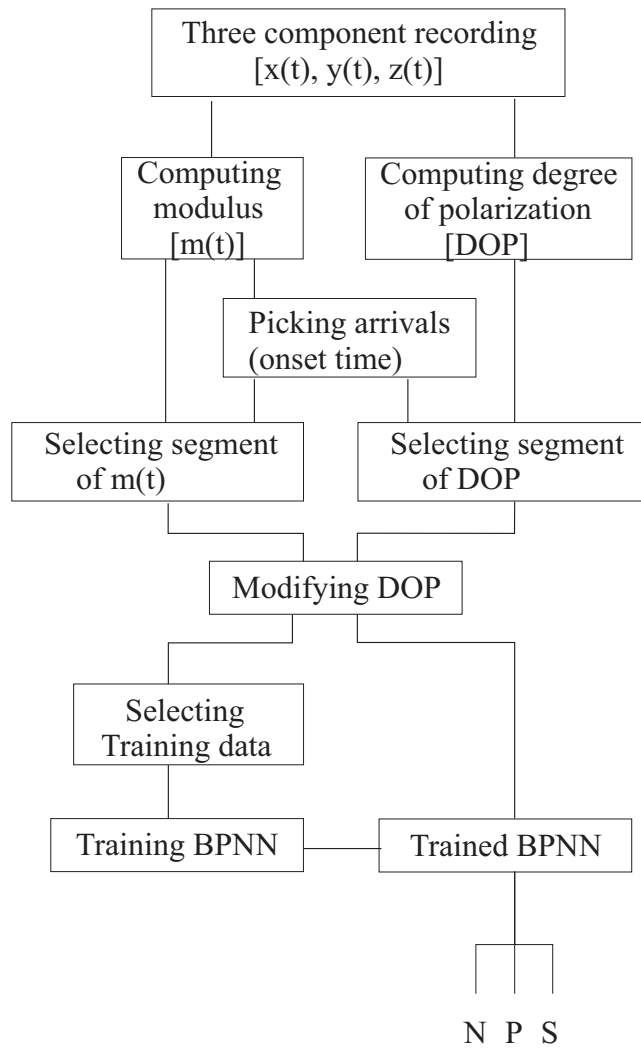 Three component recording
[x(t), y(t), z(t)]
Computing
modulus
[m(t)]
Computing degree
of polarization
[DOP]
Picking arrivals
(onset time)
Selecting segment
of m(t)
Selecting segment
of DOP
Modifying DOP
Selecting
Training data
Training BPNN
Trained BPNN
N P S